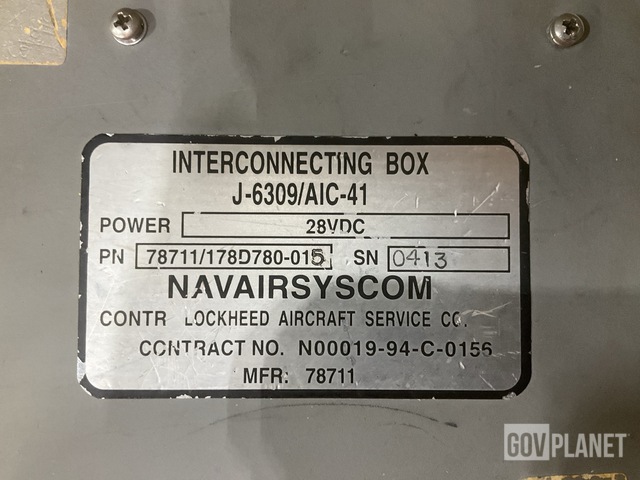 INTERCONNECTING BOX
J-6309/AIC-41
POWER 28VDC
PN 78711/178D780-015 SN 0413
NAVAIRSYSCOM
CONTR LOCKHEED AIRCRAFT SERVICE CO.
CONTRACT NO. N00019-94-C-0156
MFR: 78711
GOVPLANET